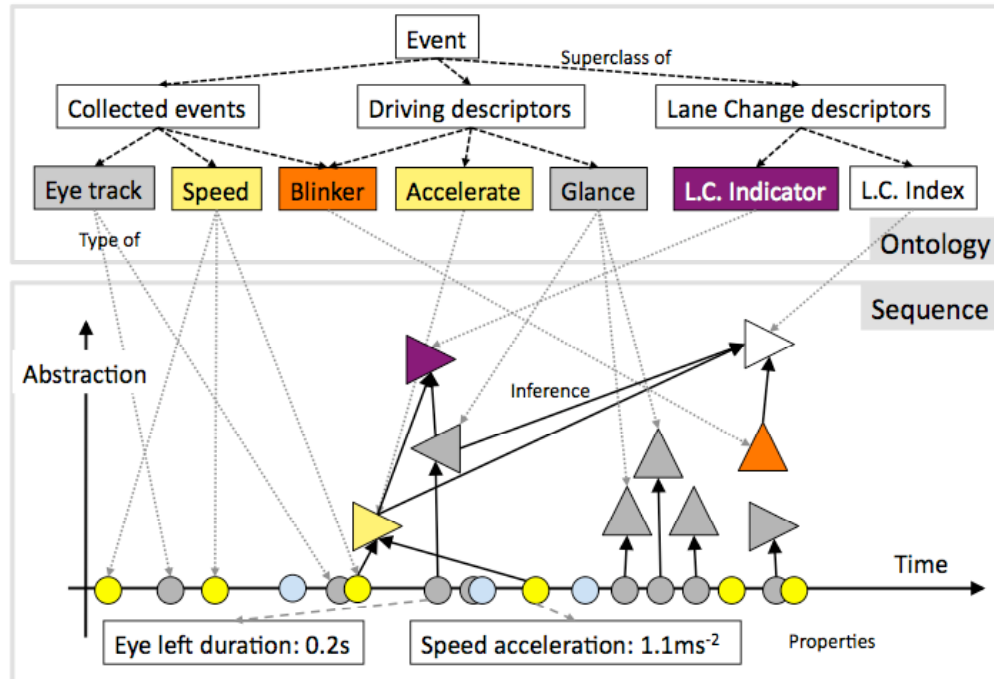 Event
Superclass of
Collected events
Driving descriptors
Lane Change descriptors
Eye track
Speed
Blinker
Accelerate
Glance
L.C. Indicator
L.C. Index
Type of
Ontology
Sequence
Abstraction
Inference
Time
Eye left duration: 0.2s
Speed acceleration: 1.1ms⁻²
Properties